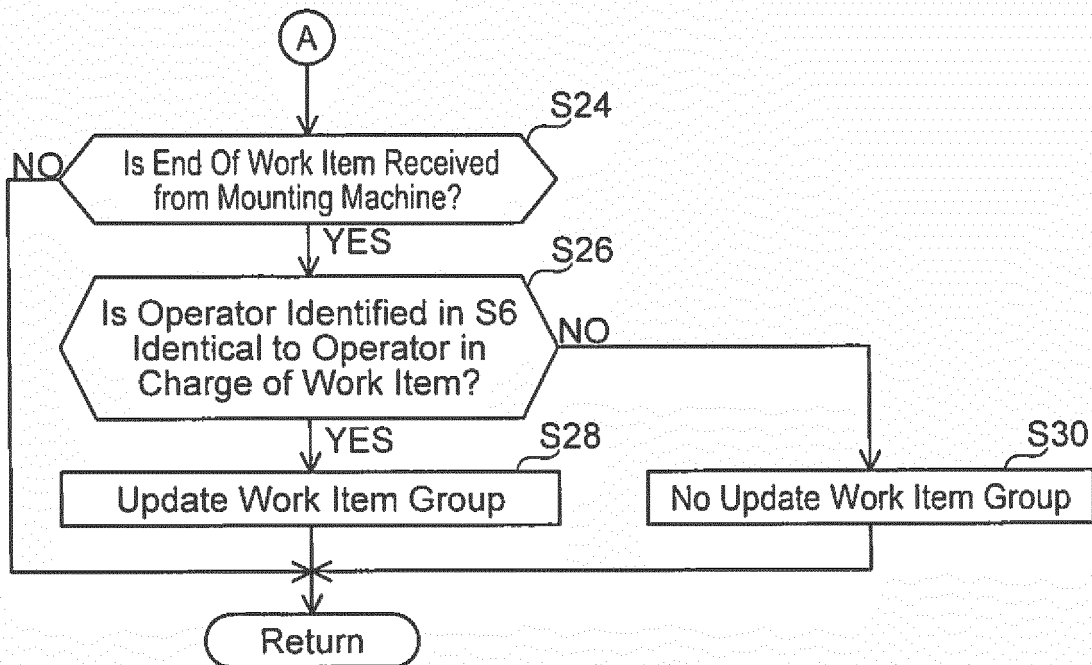 A
S24
NO
Is End Of Work Item Received
from Mounting Machine?
YES
S26
Is Operator Identified in S6
Identical to Operator in
Charge of Work Item?
NO
YES
S28
Update Work Item Group
S30
No Update Work Item Group
Return